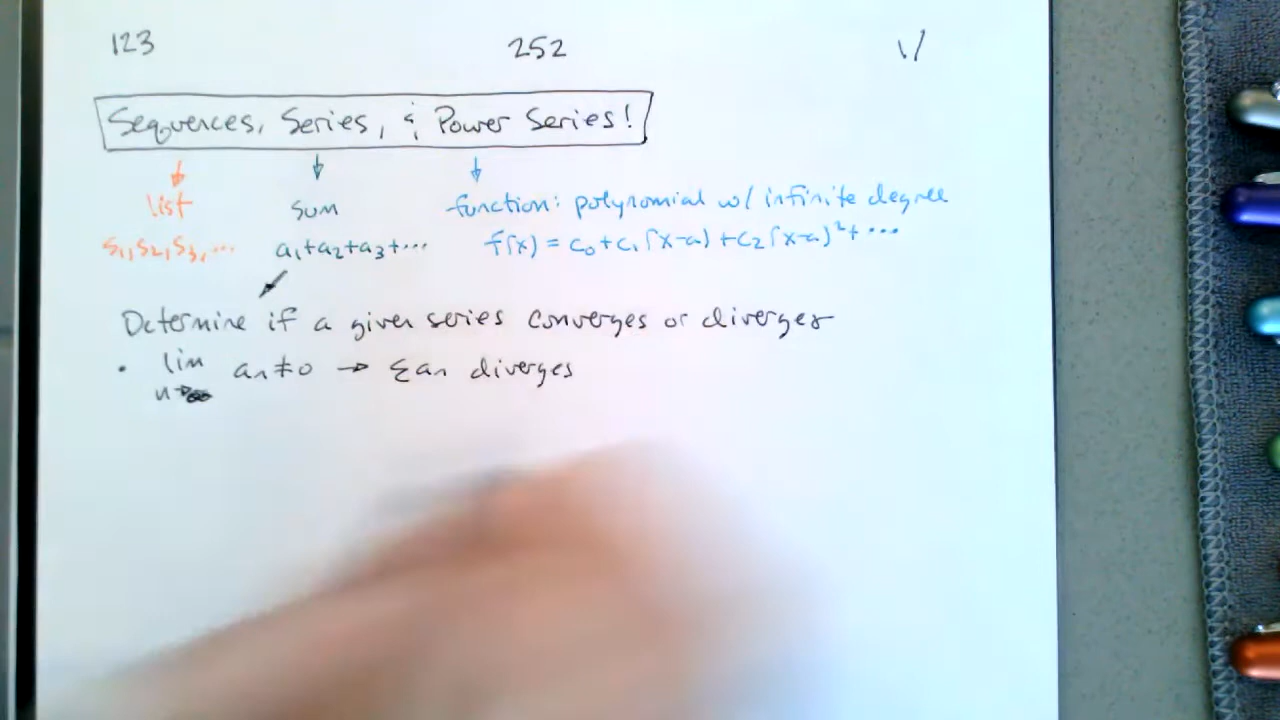 123 252 1/
Sequences, Series, & Power Series!
list sum function: polynomial w/ infinite degree
s₁, s₂, s₃, ... a₁+a₂+a₃+... f(x) = c₀+c₁(x-a)+c₂(x-a)²+...
Determine if a given series converges or diverges
• lim n→∞ aₙ≠0 → Σaₙ diverges